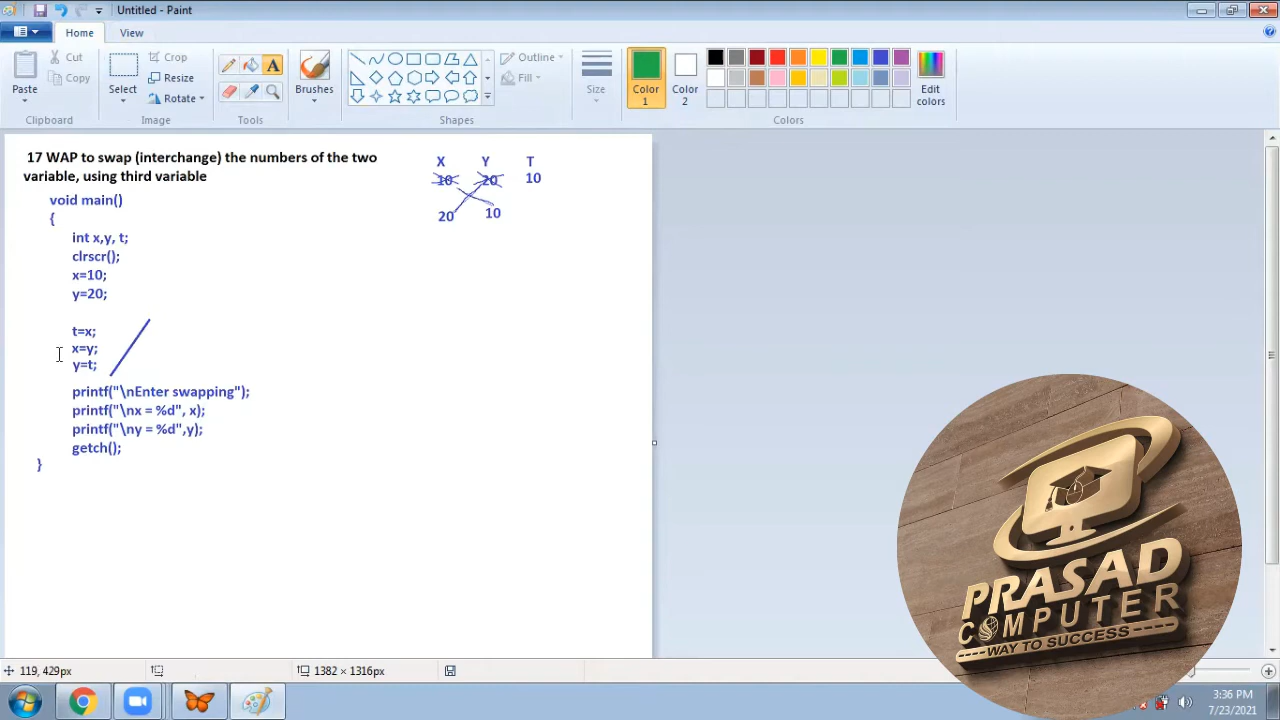 Untitled - Paint
Home
View
Paste
Cut
Copy
Clipboard
Select
Crop
Resize
Rotate
Image
Tools
Brushes
Shapes
Outline
Fill
Size
Color 1
Color 2
Edit colors
Colors
17 WAP to swap (interchange) the numbers of the two
variable, using third variable
void main()
{
int x,y, t;
clrscr();
x=10;
y=20;
t=x;
x=y;
y=t;
printf("\nEnter swapping");
printf("\nx = %d", x);
printf("\ny = %d",y);
getch();
}
X Y T
10 20 10
20 10
PRASAD
COMPUTER
----WAY TO SUCCESS----
119, 429px
1382 × 1316px
3:36 PM
7/23/2021